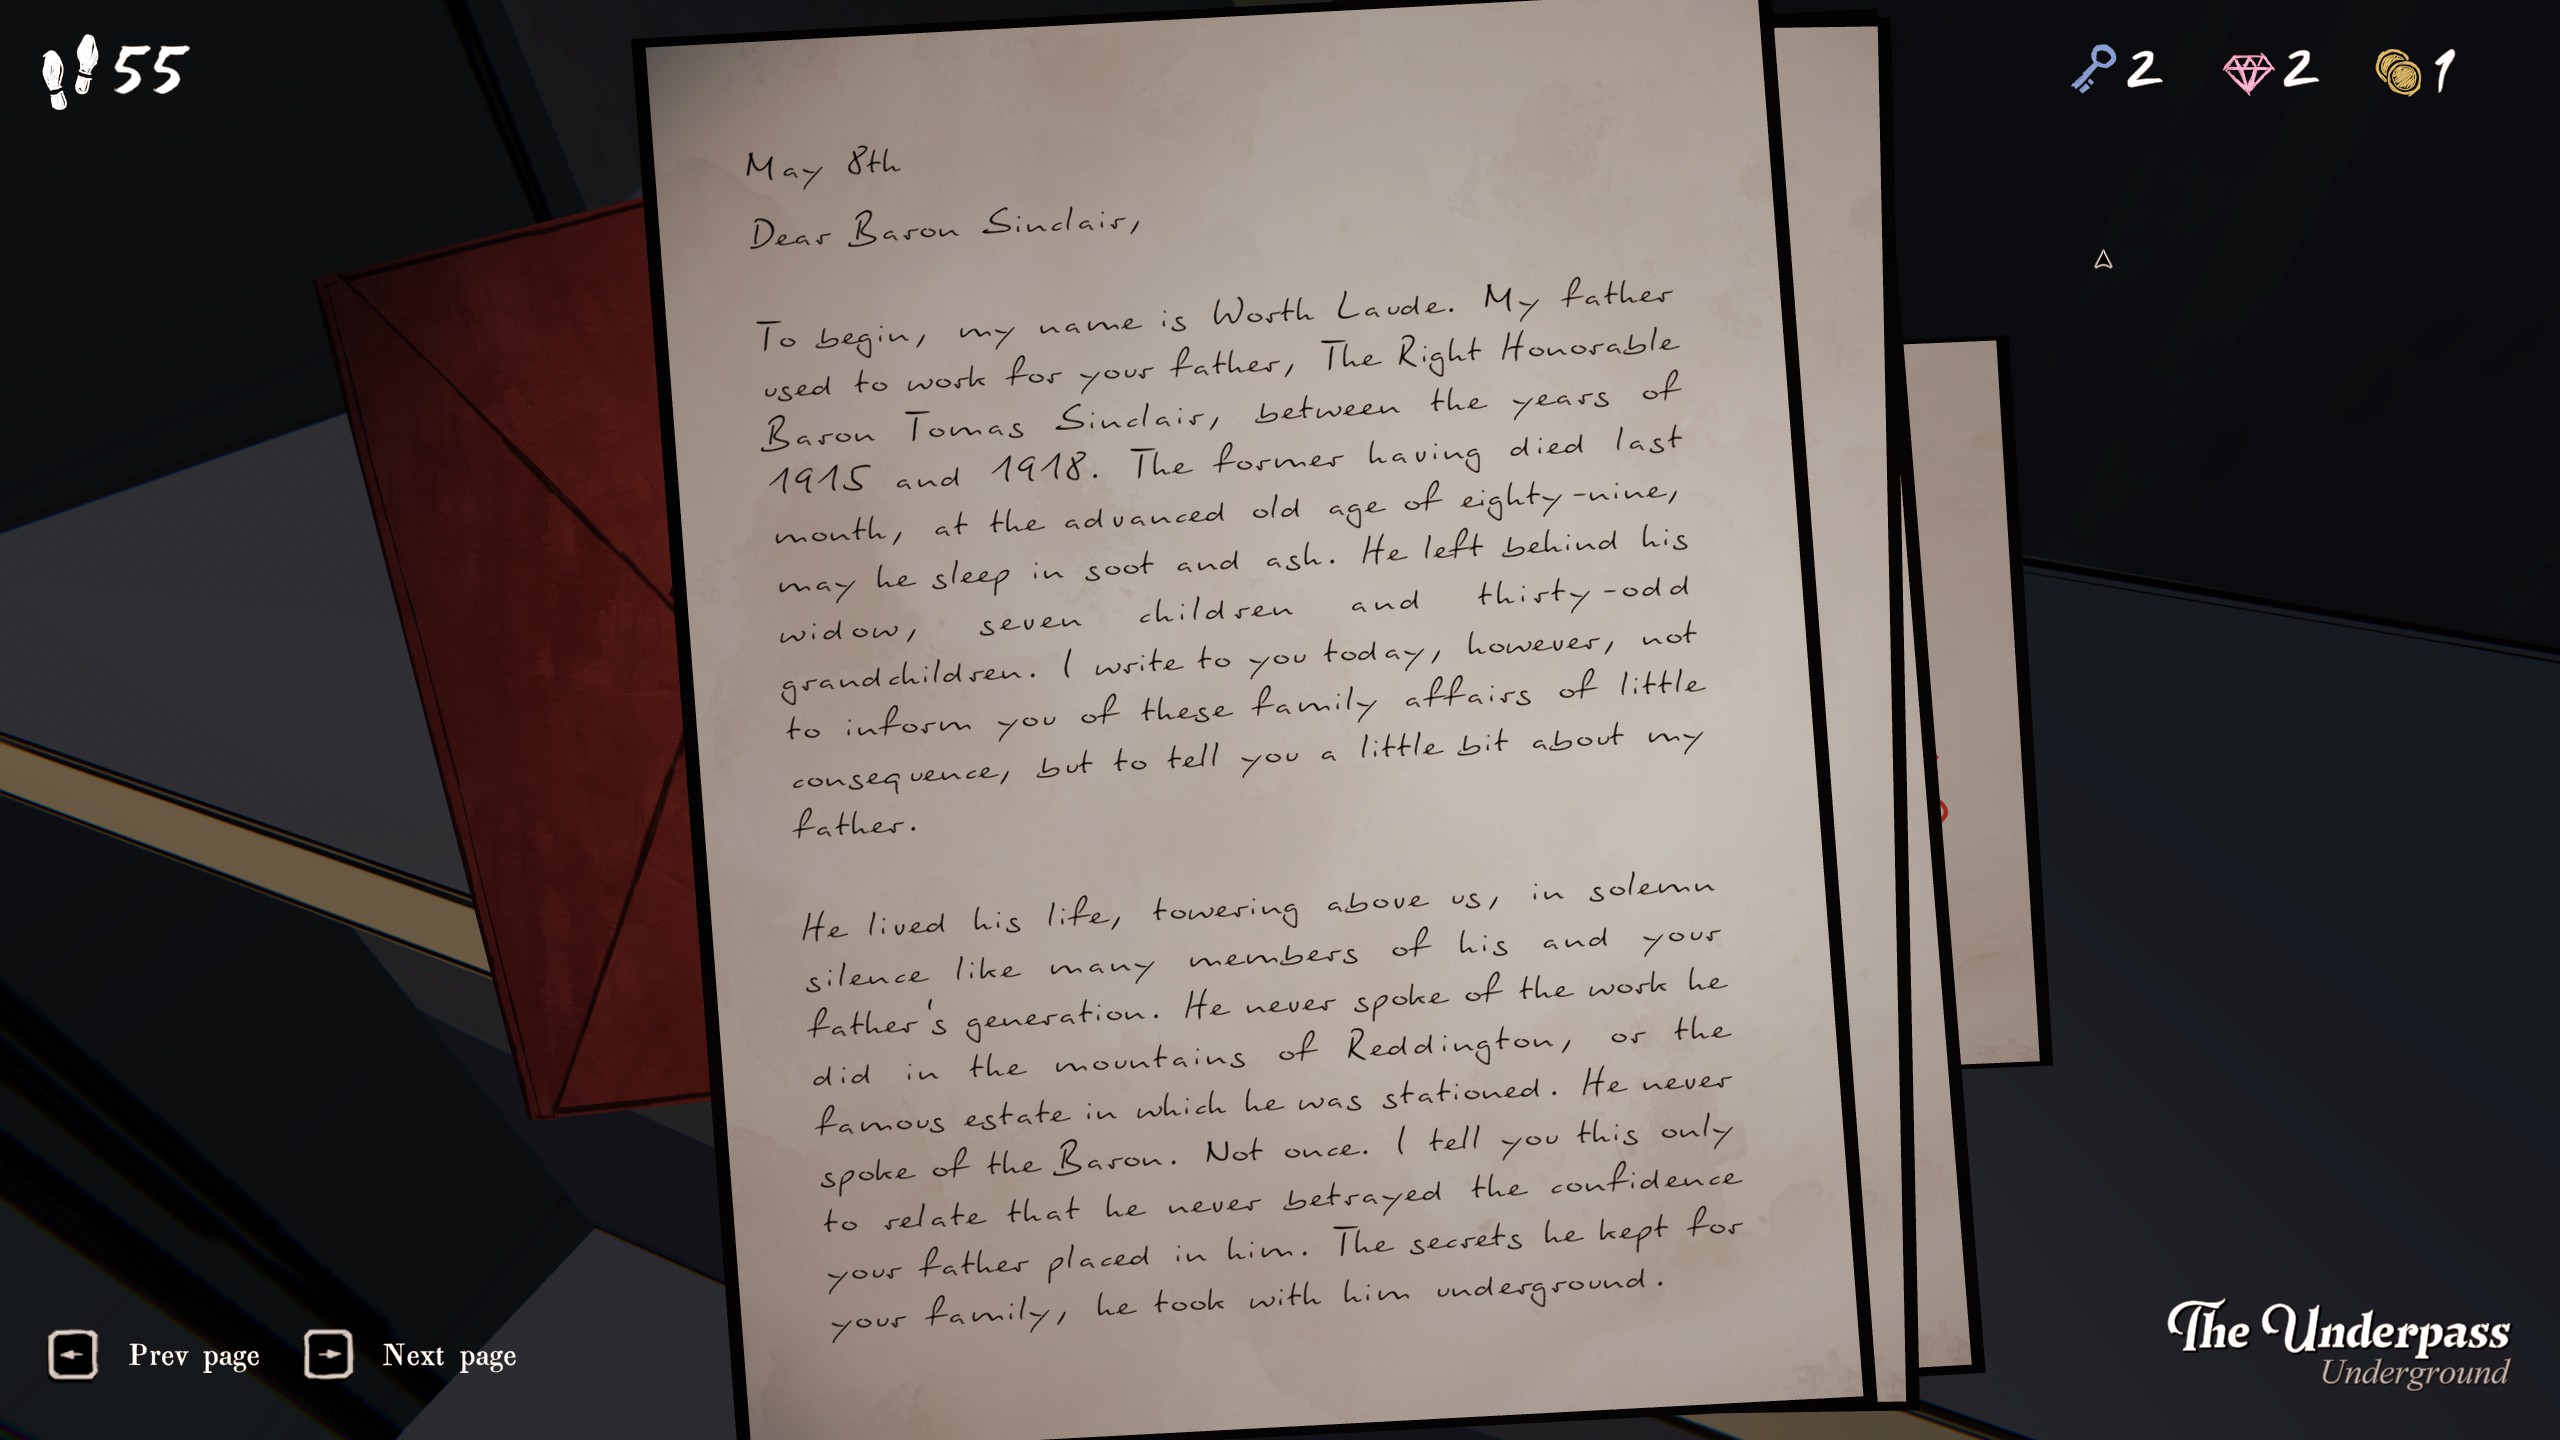 55
2 2 1
May 8th
Dear Baron Sinclair,
To begin, my name is Worth Laude. My father
used to work for your father, The Right Honorable
Baron Tomas Sinclair, between the years of
1915 and 1918. The former having died last
month, at the advanced old age of eighty-nine,
may he sleep in soot and ash. He left behind his
widow, seven children and thirty-odd
grandchildren. I write to you today, however, not
to inform you of these family affairs of little
consequence, but to tell you a little bit about my
father.
He lived his life, towering above us, in solemn
silence like many members of his and your
father's generation. He never spoke of the work he
did in the mountains of Reddington, or the
famous estate in which he was stationed. He never
spoke of the Baron. Not once. I tell you this only
to relate that he never betrayed the confidence
your father placed in him. The secrets he kept for
your family, he took with him underground.
Prev page Next page
The Underpass
Underground